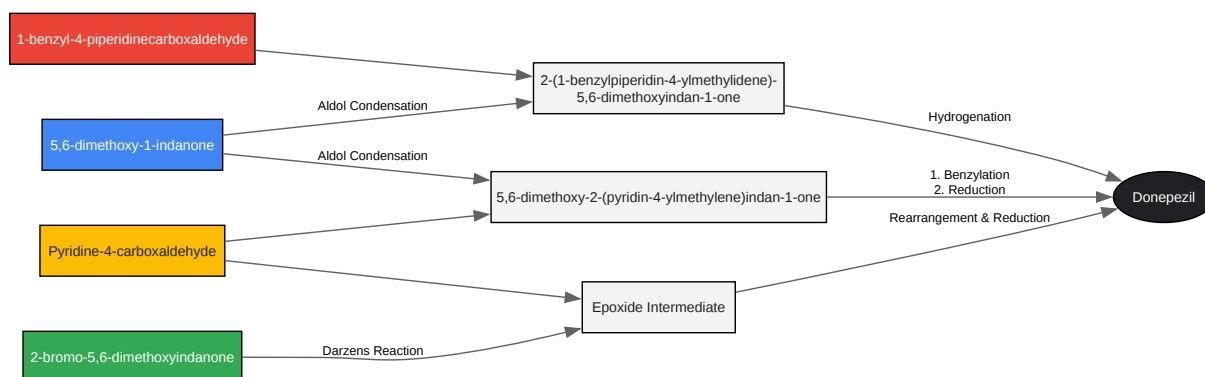 1-benzyl-4-piperidinecarboxaldehyde
2-(1-benzylpiperidin-4-ylmethylidene)-
5,6-dimethoxyindan-1-one
Aldol Condensation
Hydrogenation
5,6-dimethoxy-1-indanone
Aldol Condensation
5,6-dimethoxy-2-(pyridin-4-ylmethylene)indan-1-one
1. Benzylation
2. Reduction
Donepezil
Rearrangement & Reduction
Pyridine-4-carboxaldehyde
Epoxide Intermediate
2-bromo-5,6-dimethoxyindanone
Darzens Reaction